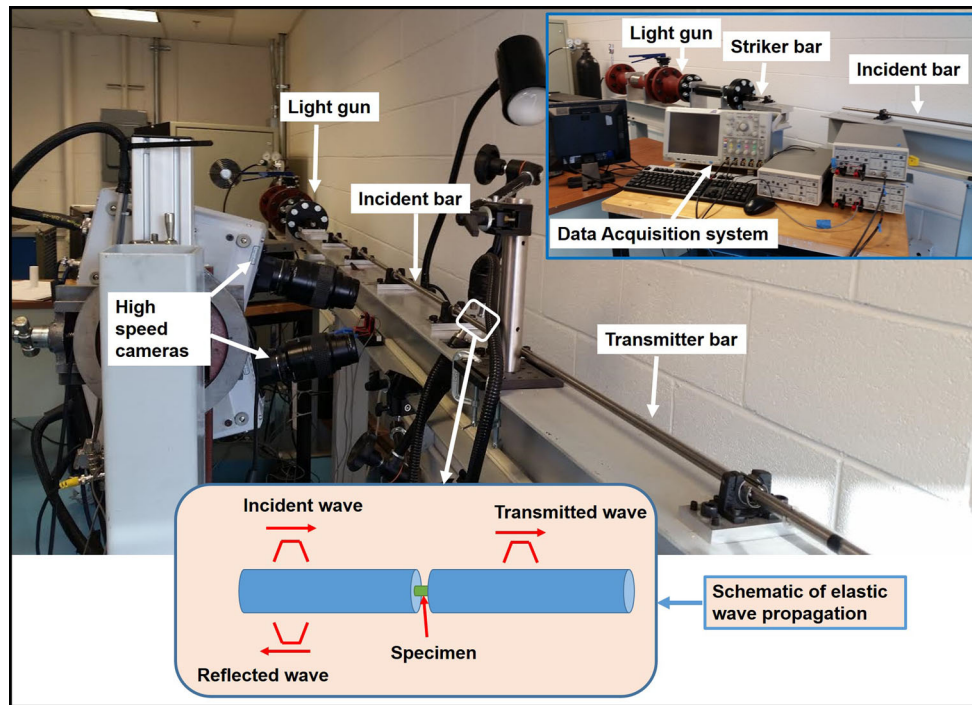 Light gun
Striker bar
Incident bar
Data Acquisition system
Light gun
Incident bar
High
speed
cameras
Transmitter bar
Incident wave
Transmitted wave
Reflected wave
Specimen
Schematic of elastic
wave propagation